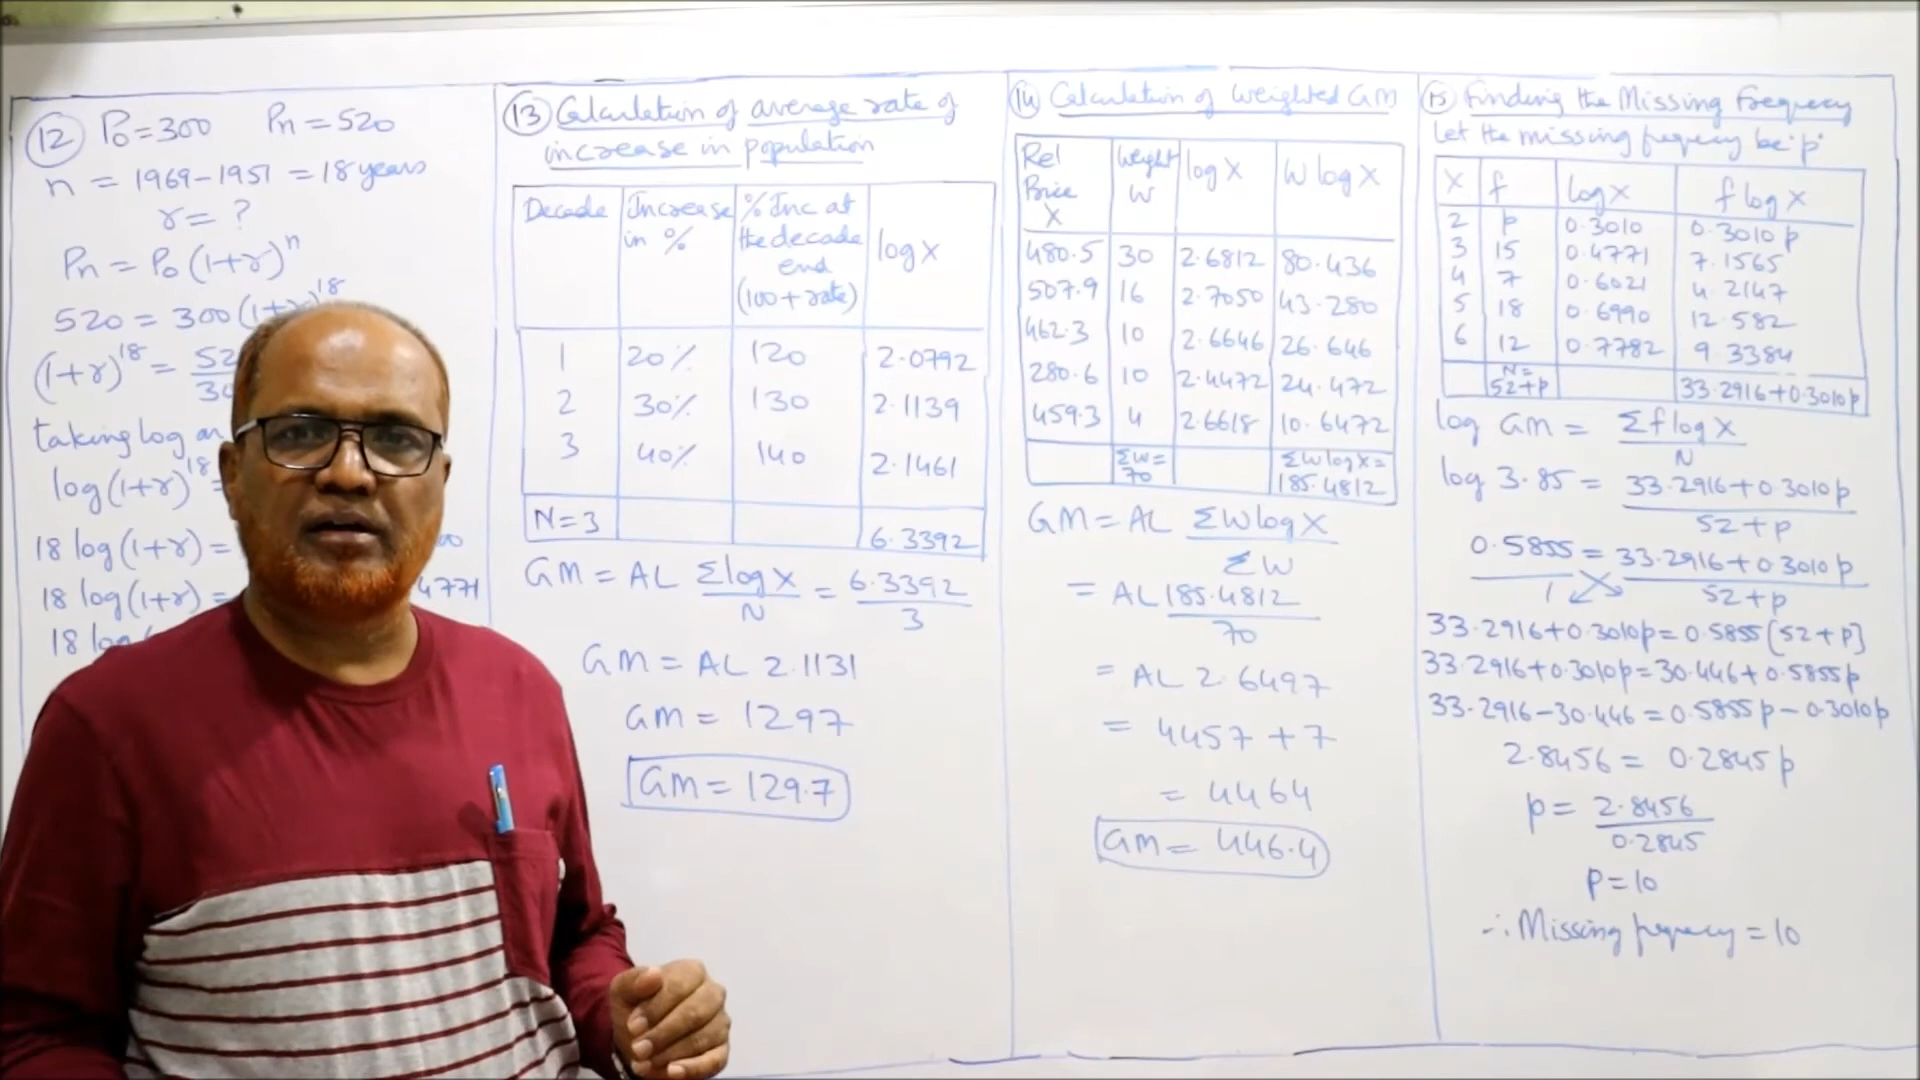 (12) P₀=300 Pn=520
n = 1969-1951 = 18 years
r = ?
Pn = P₀(1+r)ⁿ
520 = 300(1+r)¹⁸
(1+r)¹⁸ = 52
30
taking log on
log(1+r)¹⁸ =
18 log(1+r) =
18 log(1+r) = 4771
18 log
(13) Calculation of average rate of
increase in population
Decade Increase in % % Inc at the decade end (100+rate) log X
1 20% 120 2.0792
2 30% 130 2.1139
3 40% 140 2.1461
N=3 6.3392
GM = AL Σlog X / N = 6.3392 / 3
GM = AL 2.1131
GM = 1297
GM = 129.7
(14) Calculation of weighted GM
Rel Price X Weight W log X W log X
480.5 30 2.6812 80.436
507.9 16 2.7050 43.280
462.3 10 2.6646 26.646
280.6 10 2.4472 24.472
459.3 4 2.6618 10.6472
ΣW= 70 ΣW log X= 185.4812
GM = AL ΣW log X / ΣW
= AL 185.4812 / 70
= AL 2.6497
= 4457 + 7
= 4464
GM = 446.4
(15) Finding the Missing Frequecy
Let the missing frequecy be 'p'
X f log X f log X
2 p 0.3010 0.3010 p
3 15 0.4771 7.1565
4 7 0.6021 4.2147
5 18 0.6990 12.582
6 12 0.7782 9.3384
N= 52+p 33.2916+0.3010p
log GM = Σf log X / N
log 3.85 = 33.2916+0.3010p / 52+p
0.5855 / 1 = 33.2916+0.3010p / 52+p
33.2916+0.3010p = 0.5855(52+p)
33.2916+0.3010p = 30.446+0.5855p
33.2916-30.446 = 0.5855p-0.3010p
2.8456 = 0.2845p
p = 2.8456 / 0.2845
p = 10
∴ Missing frequecy = 10